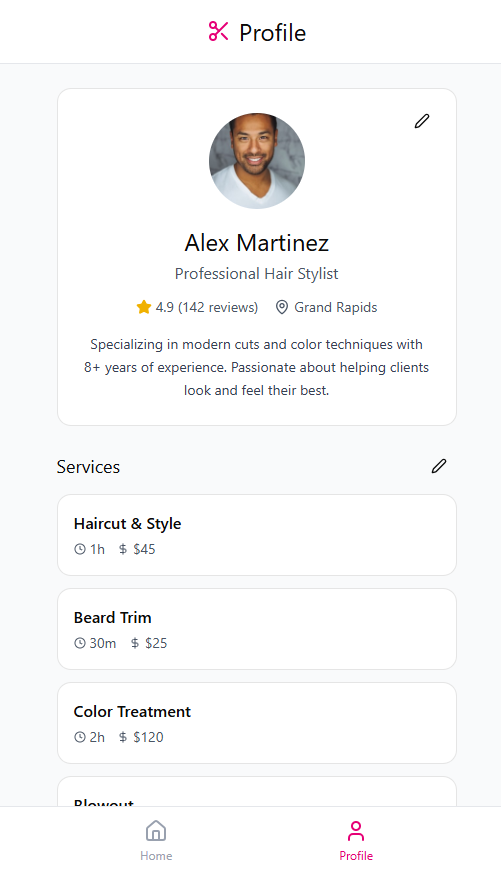 Profile
Alex Martinez
Professional Hair Stylist
4.9 (142 reviews) Grand Rapids
Specializing in modern cuts and color techniques with
8+ years of experience. Passionate about helping clients
look and feel their best.
Services
Haircut & Style
1h $ $45
Beard Trim
30m $ $25
Color Treatment
2h $ $120
Blowout
Home Profile